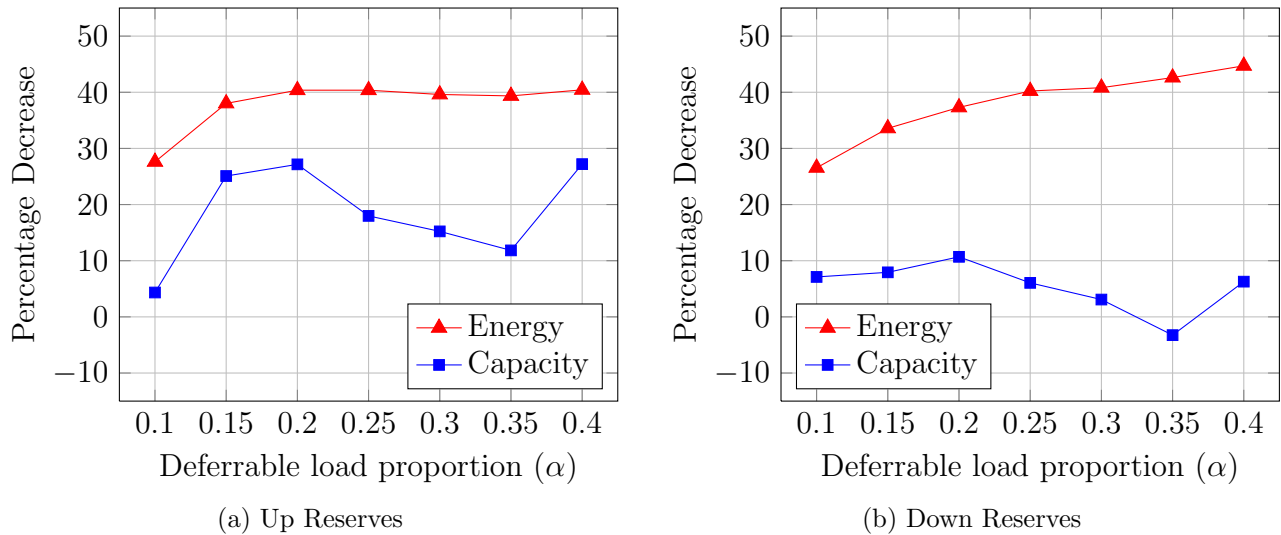 Percentage Decrease
50
40
30
20
10
0
−10
0.1 0.15 0.2 0.25 0.3 0.35 0.4
Deferrable load proportion (α)
Energy
Capacity
(a) Up Reserves
Percentage Decrease
50
40
30
20
10
0
−10
0.1 0.15 0.2 0.25 0.3 0.35 0.4
Deferrable load proportion (α)
Energy
Capacity
(b) Down Reserves